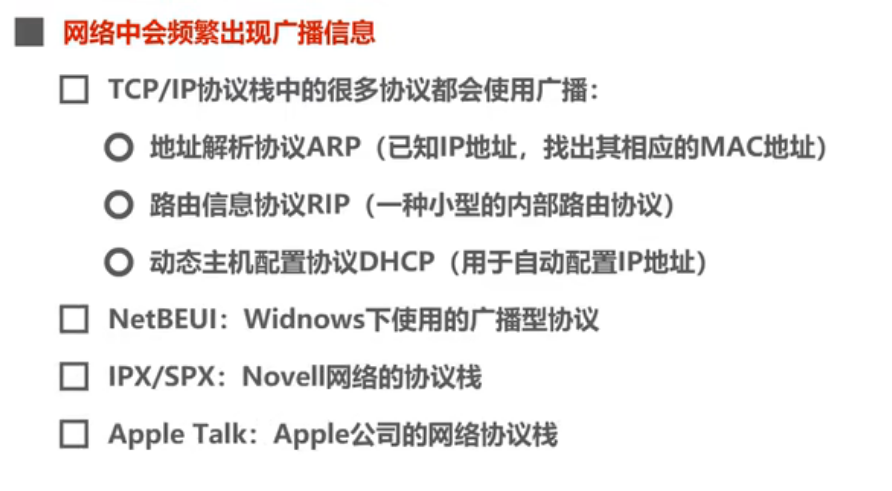 网络中会频繁出现广播信息
TCP/IP协议栈中的很多协议都会使用广播：
地址解析协议ARP（已知IP地址，找出其相应的MAC地址）
路由信息协议RIP（一种小型的内部路由协议）
动态主机配置协议DHCP（用于自动配置IP地址）
NetBEUI：Widnows下使用的广播型协议
IPX/SPX：Novell网络的协议栈
Apple Talk：Apple公司的网络协议栈